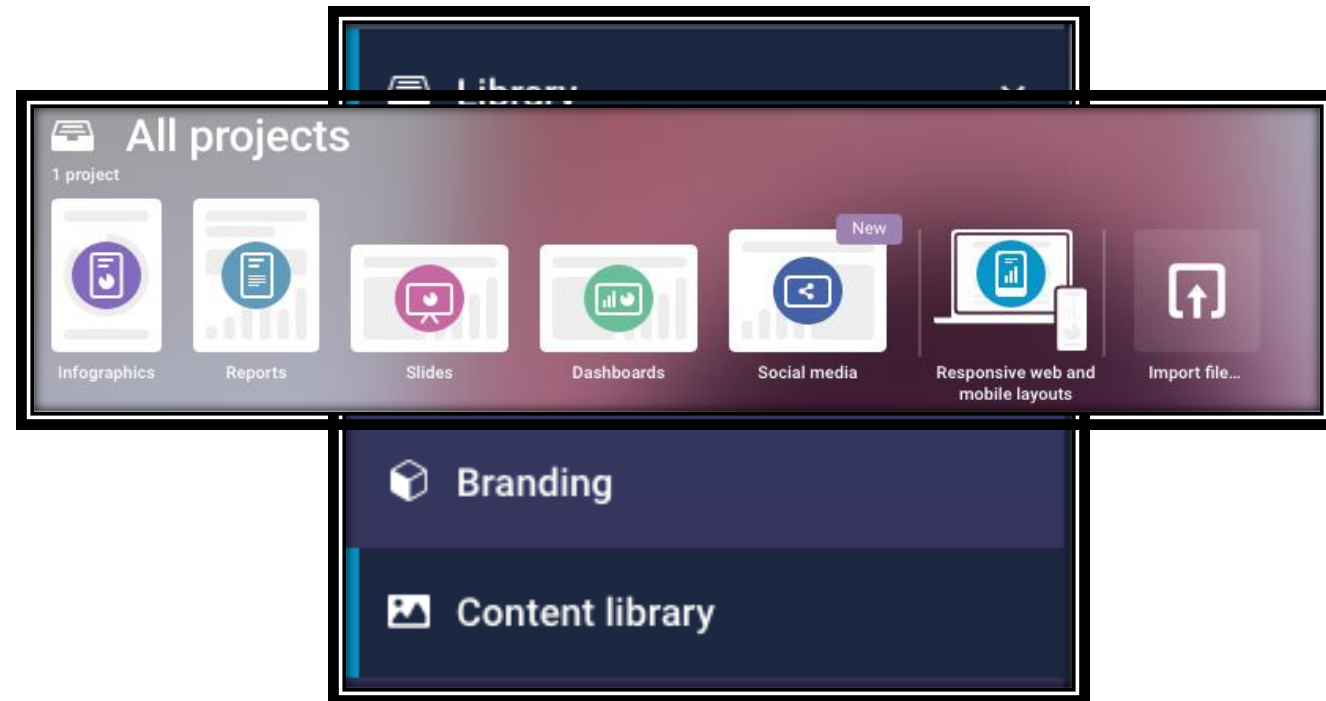 Library
All projects
1 project
New
Infographics
Reports
Slides
Dashboards
Social media
Responsive web and
mobile layouts
Import file...
Branding
Content library